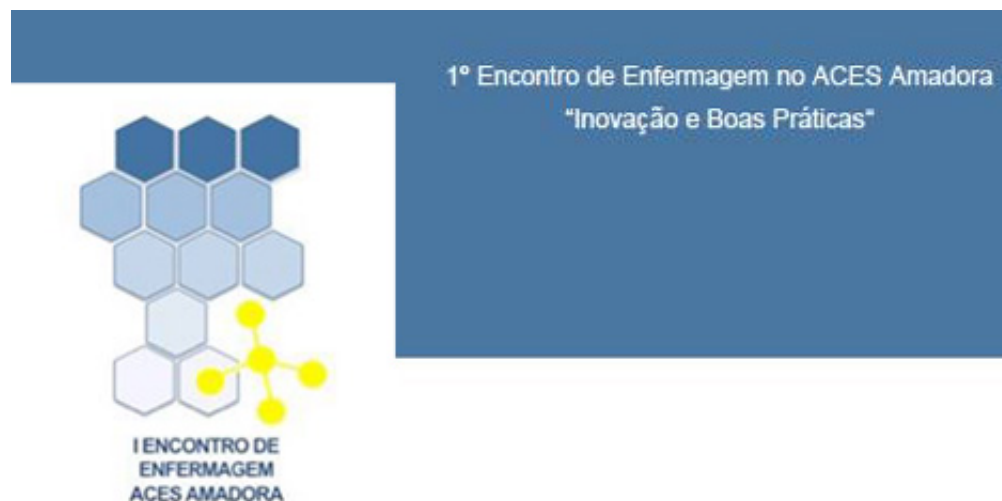 1º Encontro de Enfermagem no ACES Amadora
“Inovação e Boas Práticas“
I ENCONTRO DE
ENFERMAGEM
ACES AMADORA